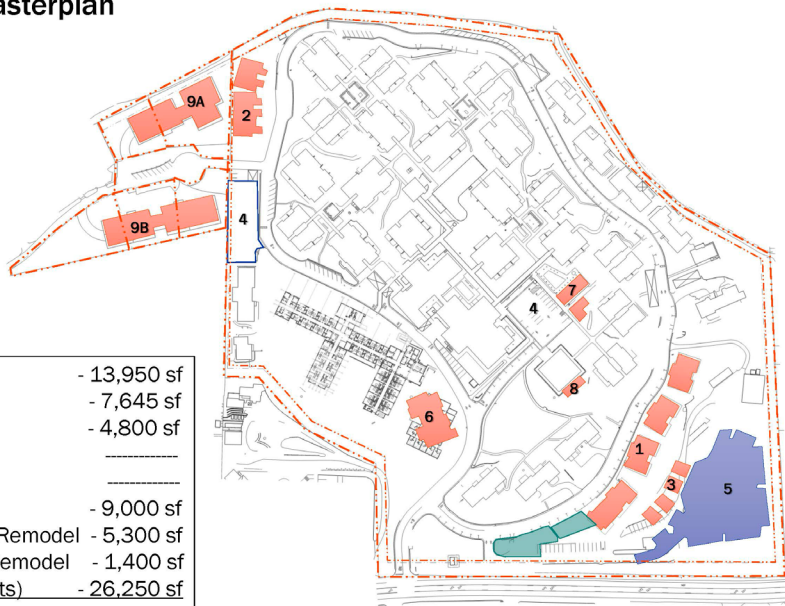 asterplan
9A
2
9B
4
7
4
8
6
1
3
5
- 13,950 sf
- 7,645 sf
- 4,800 sf
-------------
-------------
- 9,000 sf
Remodel - 5,300 sf
emodel - 1,400 sf
ts) - 26,250 sf